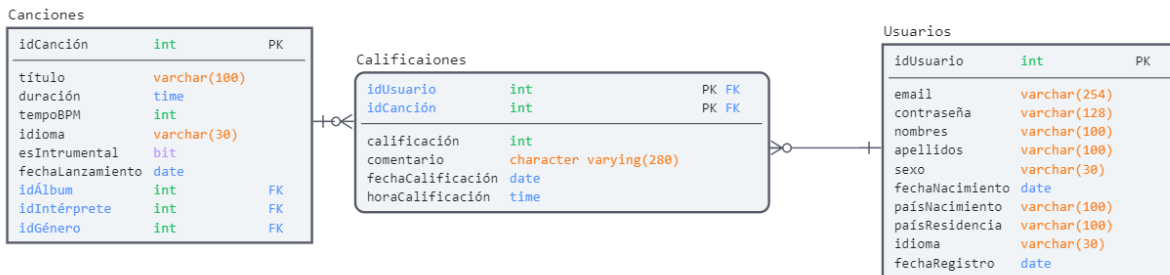 Canciones
idCanción int PK
título varchar(100)
duración time
tempoBPM int
idioma varchar(30)
esIntrumental bit
fechaLanzamiento date
idÁlbum int FK
idIntérprete int FK
idGénero int FK
Calificaiones
idUsuario int PK FK
idCanción int PK FK
calificación int
comentario character varying(280)
fechaCalificación date
horaCalificación time
Usuarios
idUsuario int PK
email varchar(254)
contraseña varchar(128)
nombres varchar(100)
apellidos varchar(100)
sexo varchar(30)
fechaNacimiento date
paísNacimiento varchar(100)
paísResidencia varchar(100)
idioma varchar(30)
fechaRegistro date